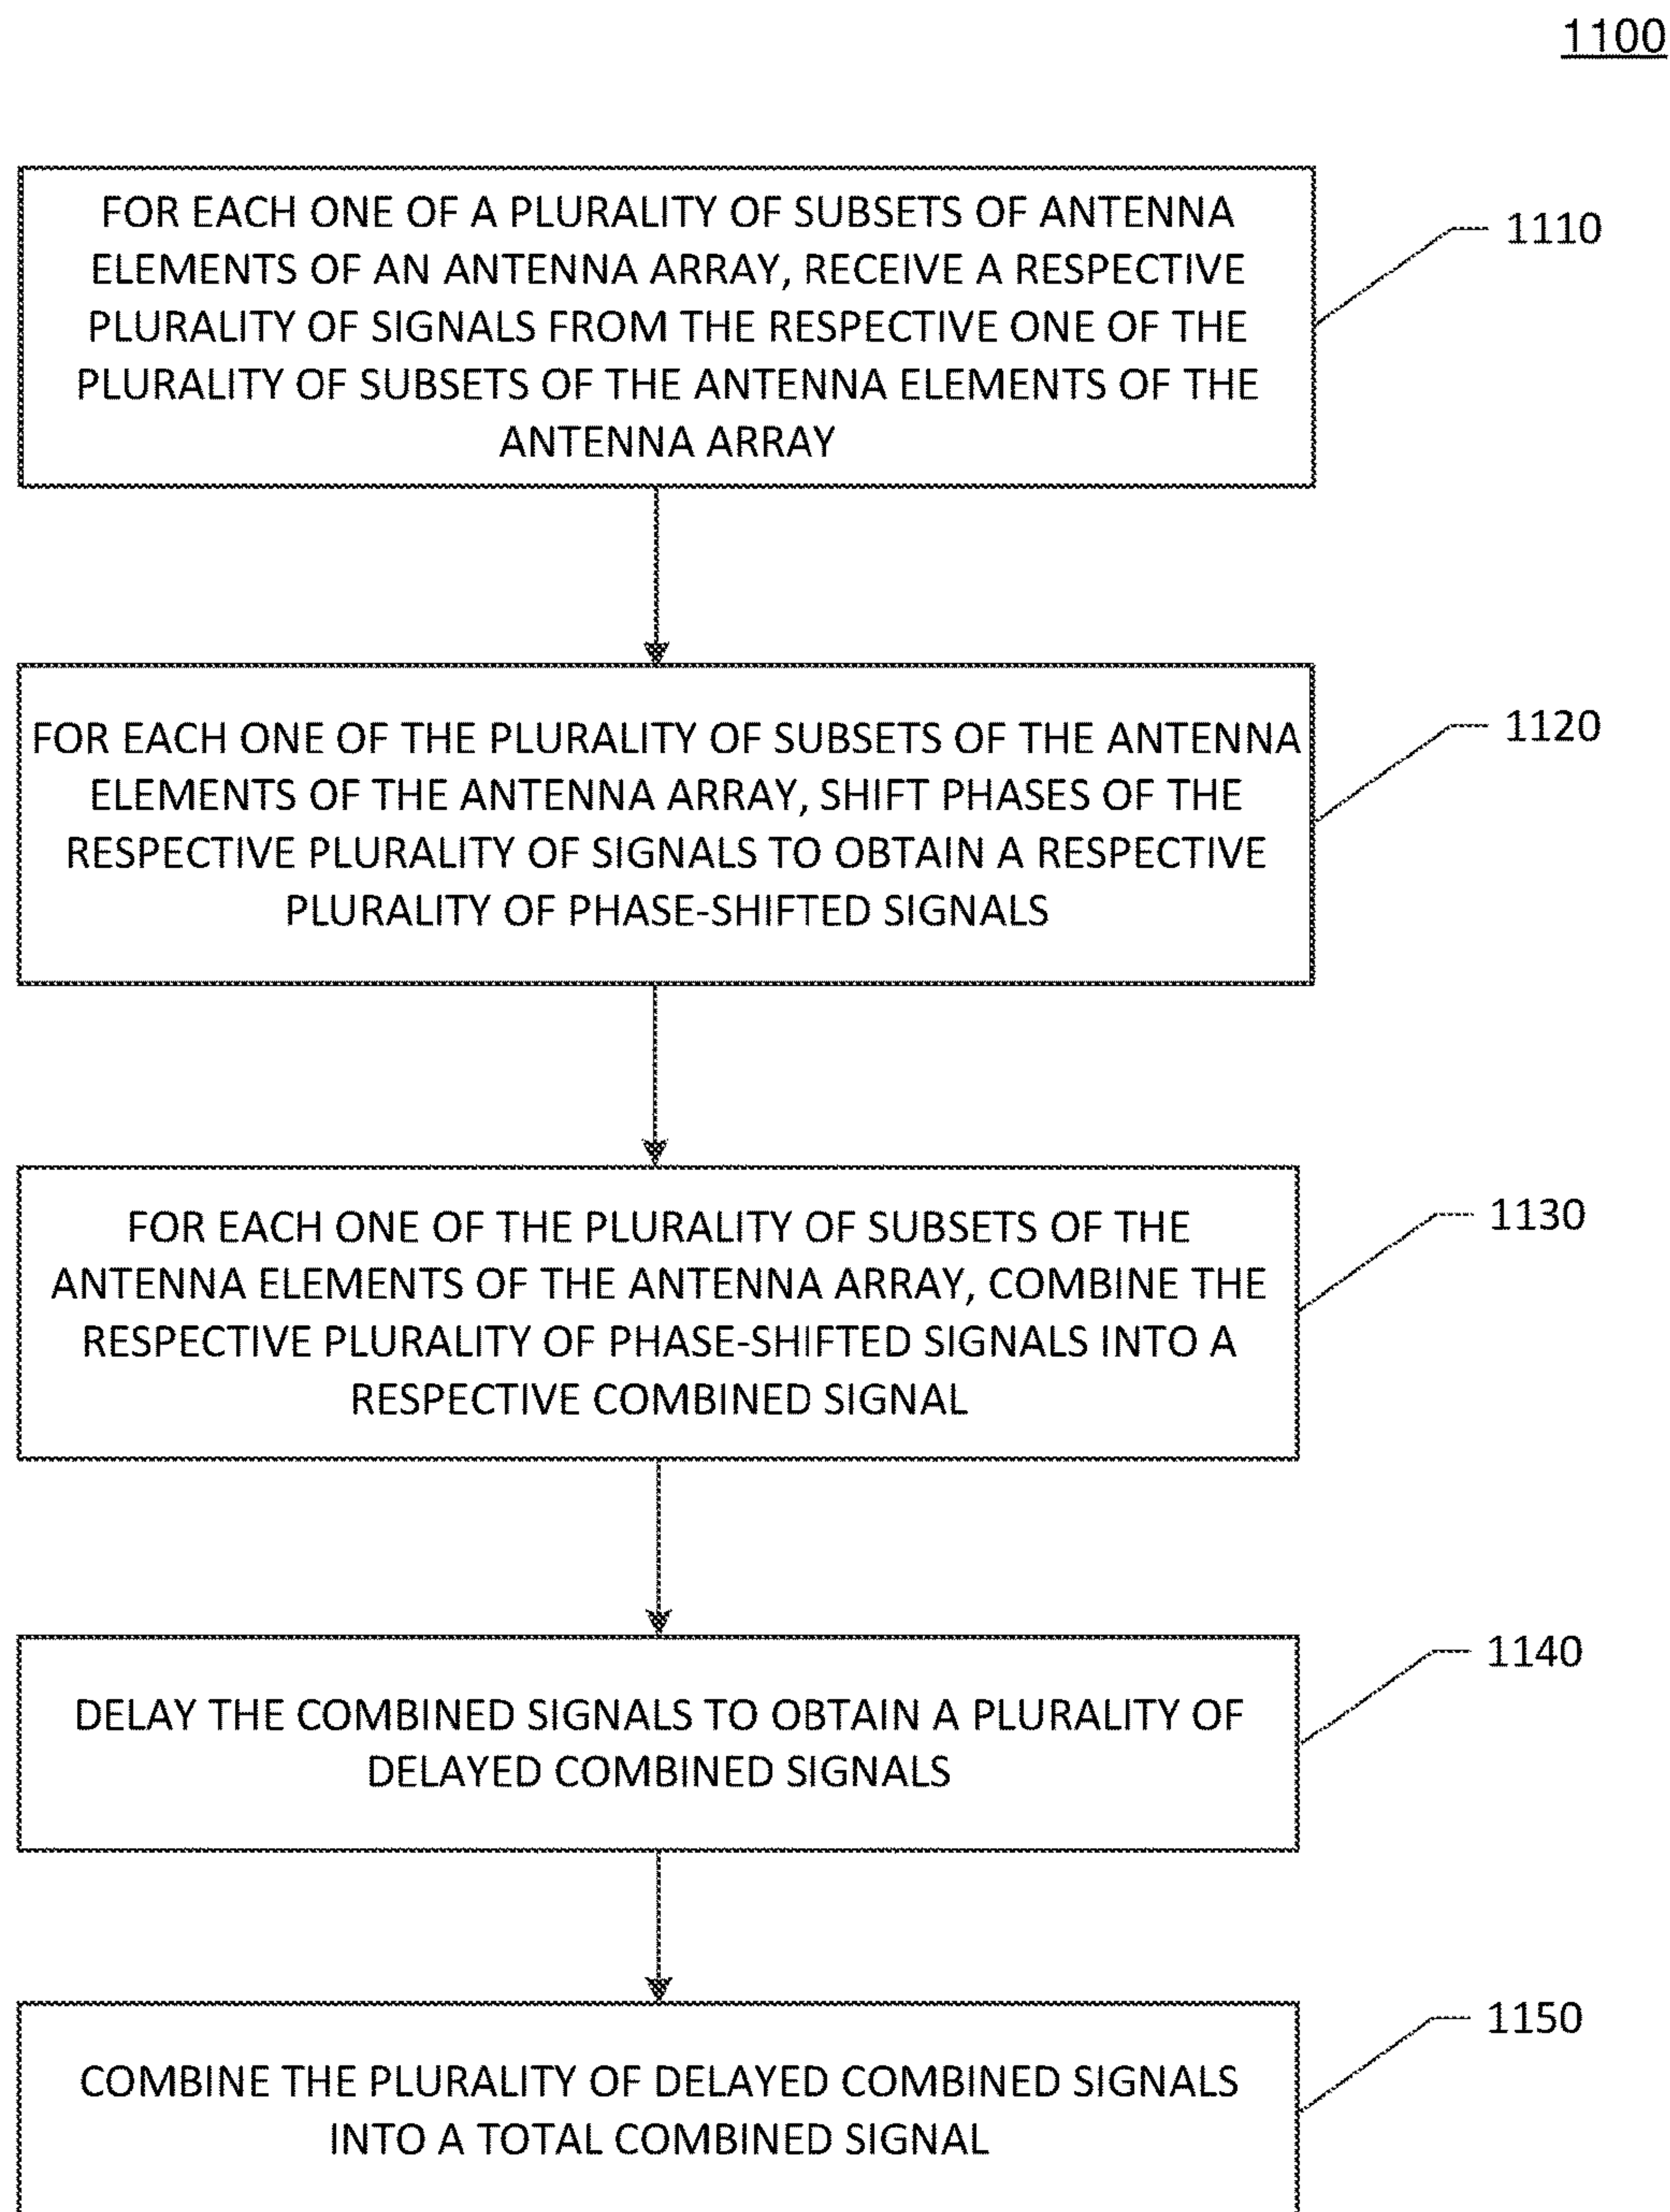 1100
FOR EACH ONE OF A PLURALITY OF SUBSETS OF ANTENNA
ELEMENTS OF AN ANTENNA ARRAY, RECEIVE A RESPECTIVE
PLURALITY OF SIGNALS FROM THE RESPECTIVE ONE OF THE
PLURALITY OF SUBSETS OF THE ANTENNA ELEMENTS OF THE
ANTENNA ARRAY
1110
FOR EACH ONE OF THE PLURALITY OF SUBSETS OF THE ANTENNA
ELEMENTS OF THE ANTENNA ARRAY, SHIFT PHASES OF THE
RESPECTIVE PLURALITY OF SIGNALS TO OBTAIN A RESPECTIVE
PLURALITY OF PHASE-SHIFTED SIGNALS
1120
FOR EACH ONE OF THE PLURALITY OF SUBSETS OF THE
ANTENNA ELEMENTS OF THE ANTENNA ARRAY, COMBINE THE
RESPECTIVE PLURALITY OF PHASE-SHIFTED SIGNALS INTO A
RESPECTIVE COMBINED SIGNAL
1130
DELAY THE COMBINED SIGNALS TO OBTAIN A PLURALITY OF
DELAYED COMBINED SIGNALS
1140
COMBINE THE PLURALITY OF DELAYED COMBINED SIGNALS
INTO A TOTAL COMBINED SIGNAL
1150